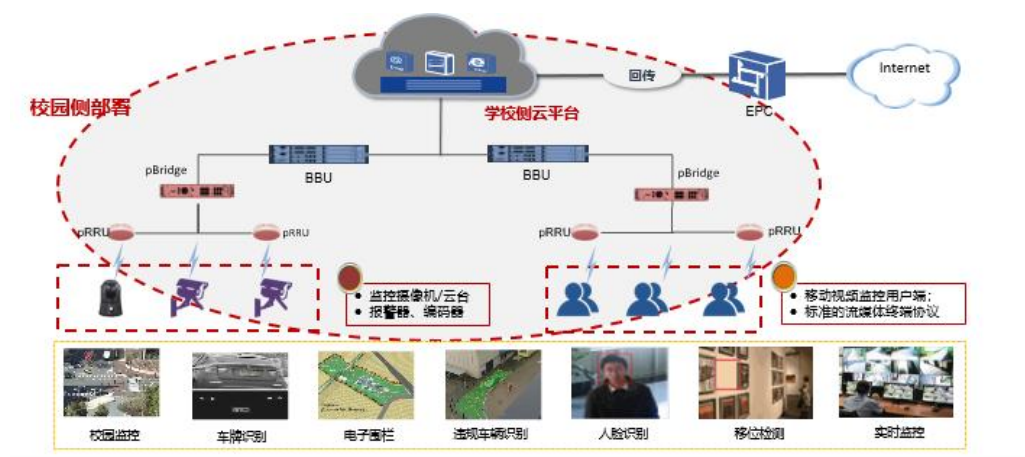 回传
Internet
EPC
校园侧部署
学校侧云平台
BBU
BBU
pBridge
pBridge
pRRU
pRRU
pRRU
pRRU
• 监控摄像机/云台
• 报警器、编码器
• 移动视频监控用户端;
• 标准的流媒体终端协议
校园监控
车牌识别
电子围栏
违规车辆识别
人脸识别
移位检测
实时监控